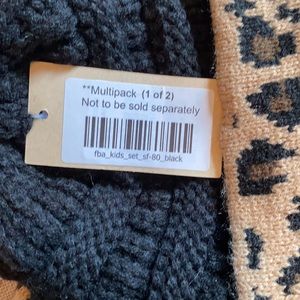 **Multipack (1 of 2)
Not to be sold separately
fba_kids_set_sf-80_black